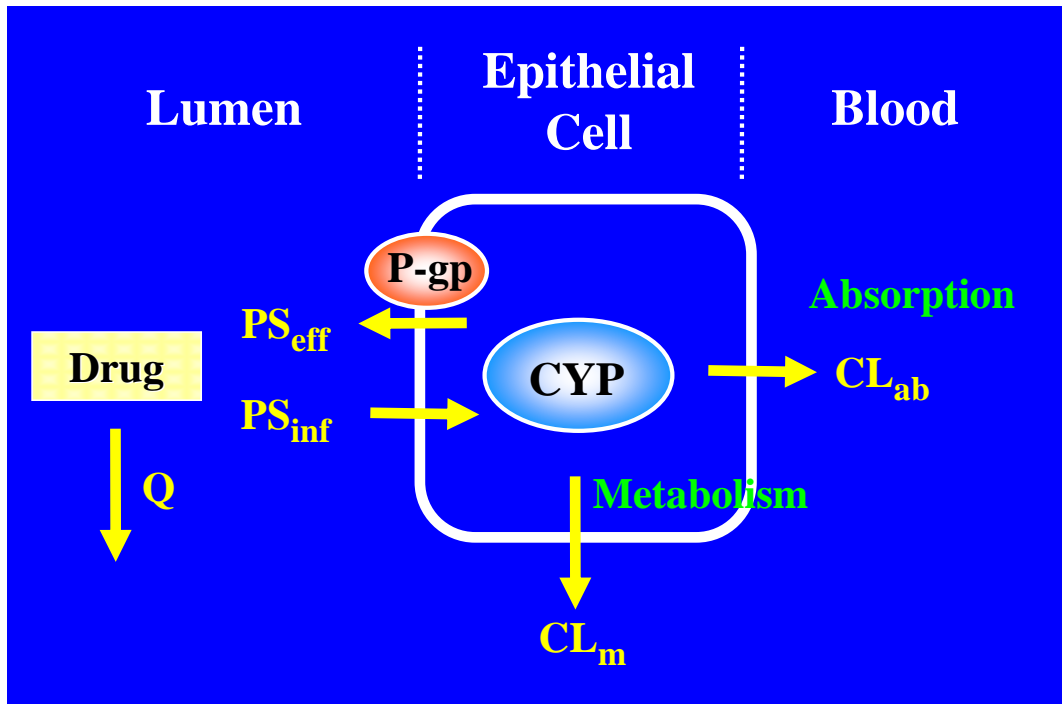 Lumen
Epithelial
Cell
Blood
P-gp
Absorption
PSeff
Drug
CYP
CLab
PSinf
Q
Metabolism
CLm